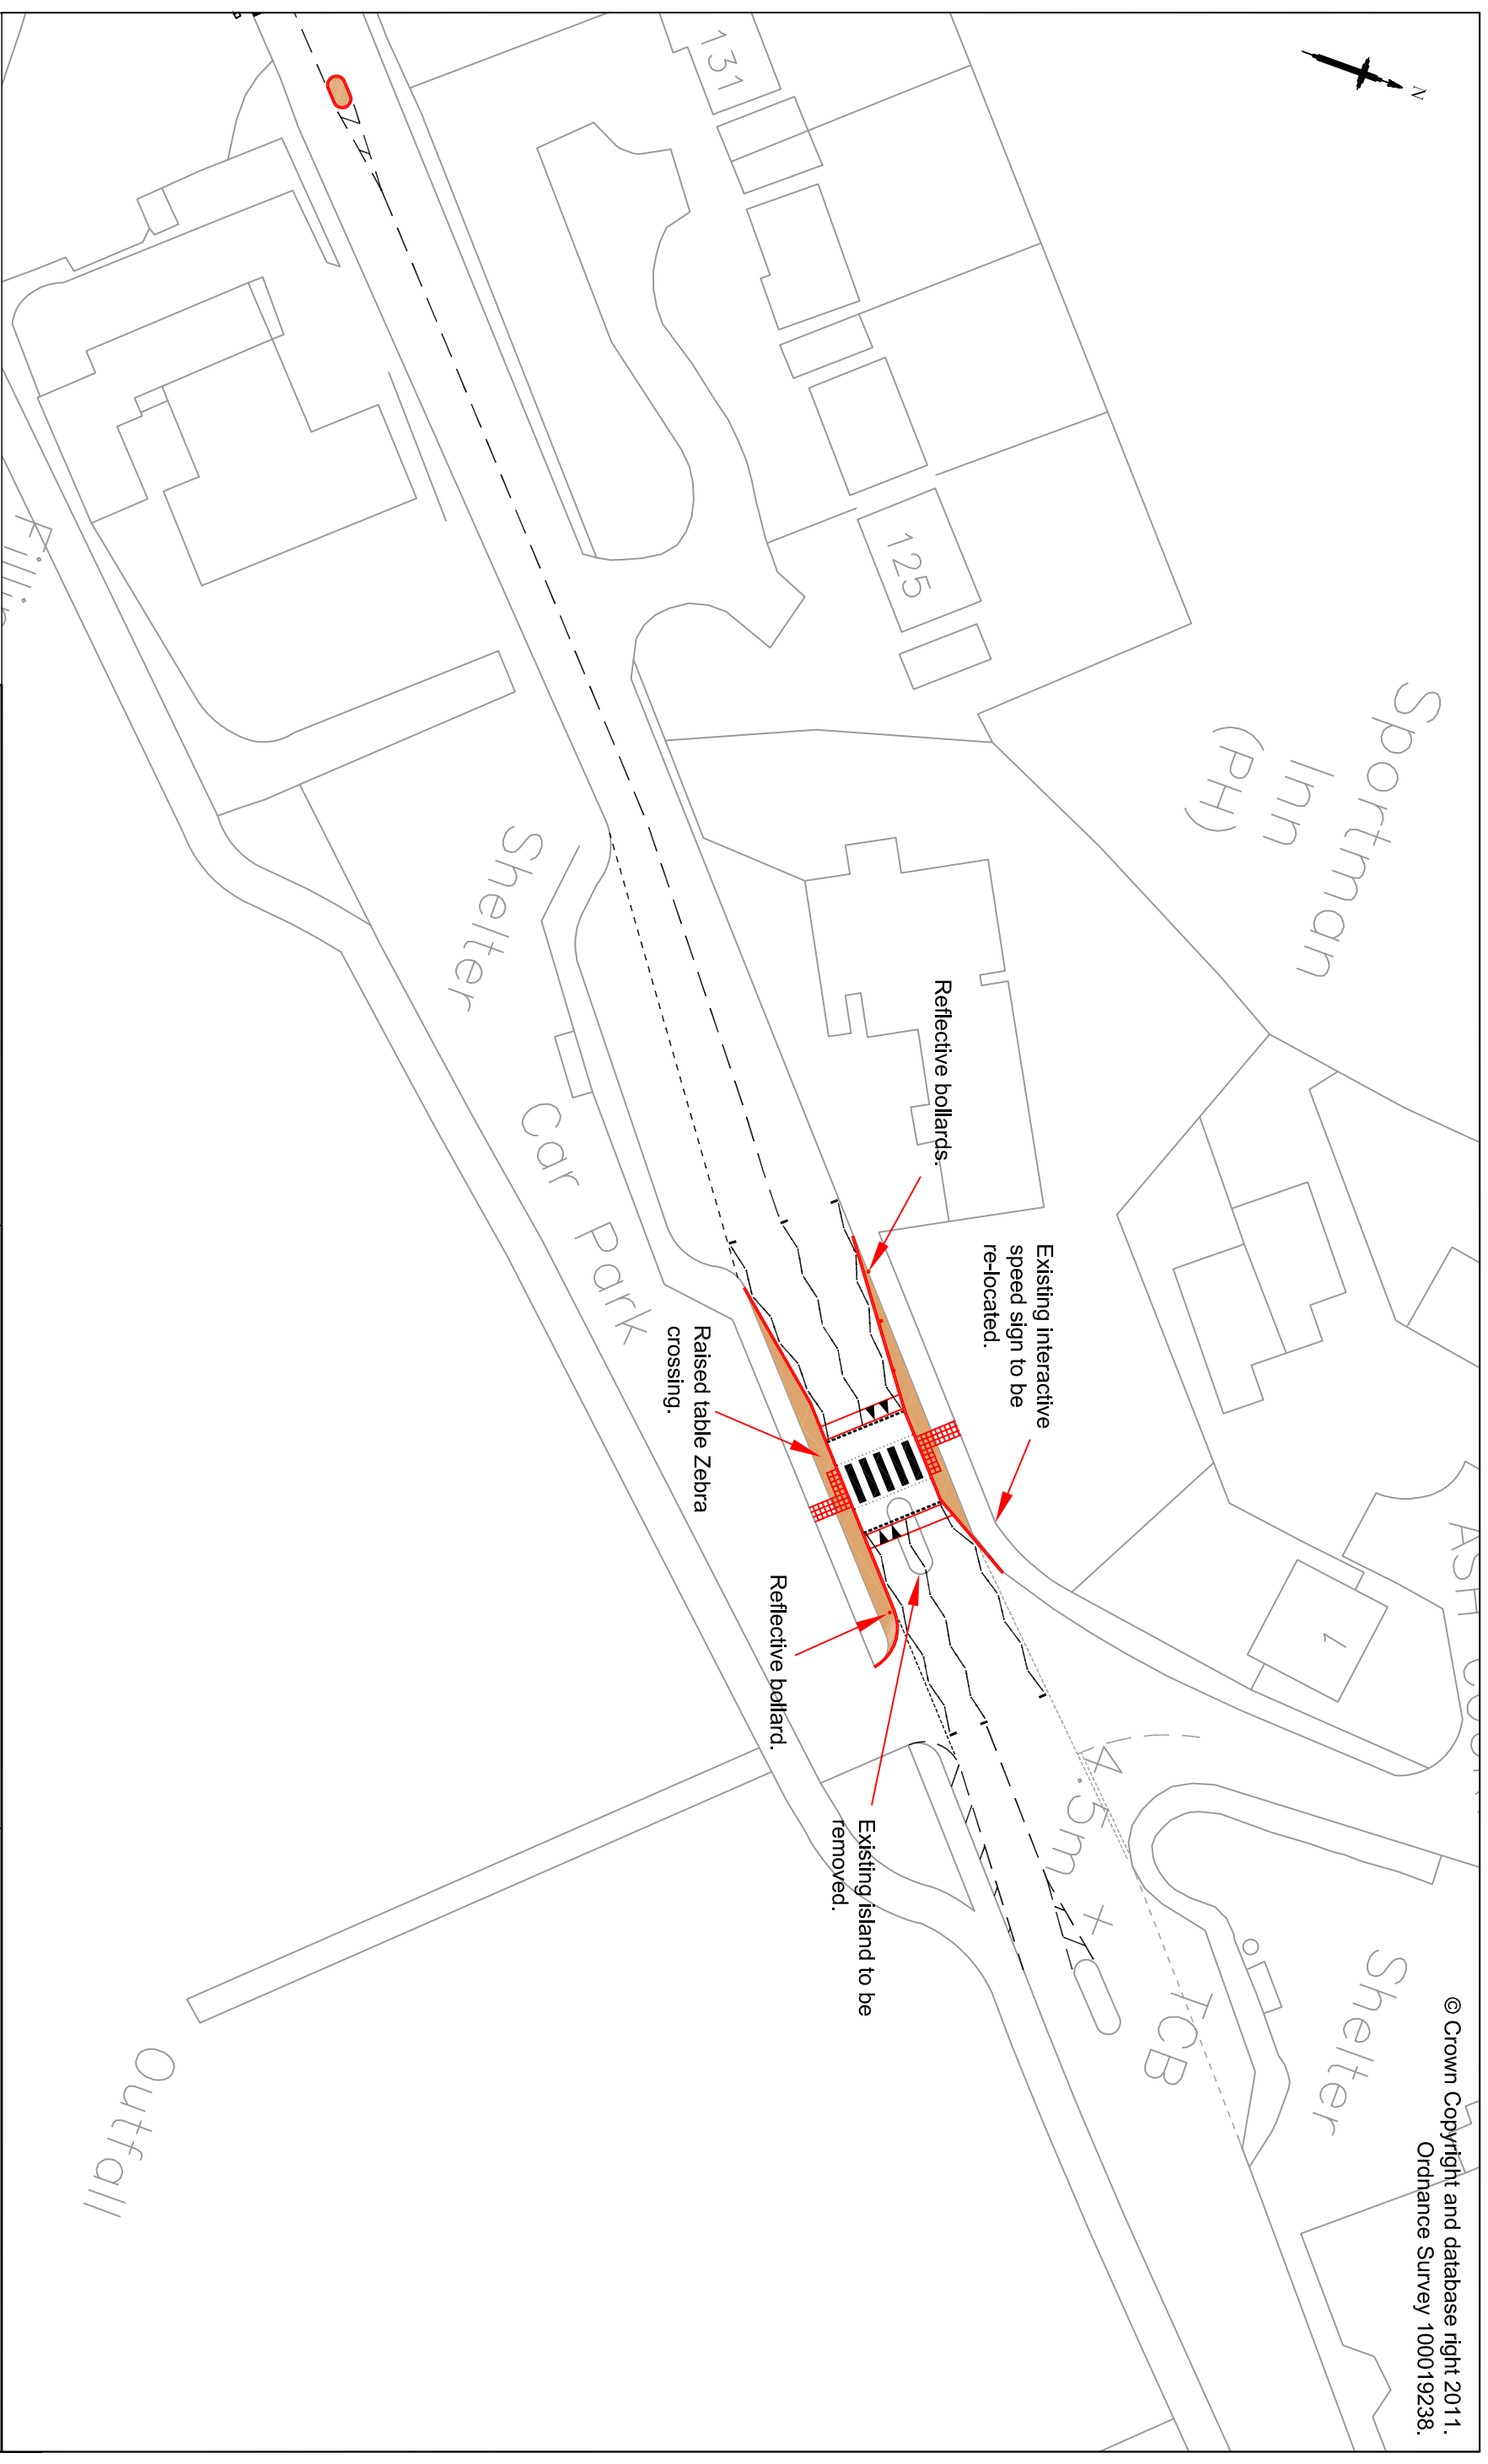 © Crown Copyright and database right 2011.
Ordnance Survey 100019238.
N
131
125
Sportman
Inn
(PH)
Reflective bollards.
Existing interactive
speed sign to be
re-located.
Raised table Zebra
crossing.
Reflective bollard.
Existing island to be
removed.
Shelter
Car Park
1
4.5m x
TCB
Shelter
Outfall